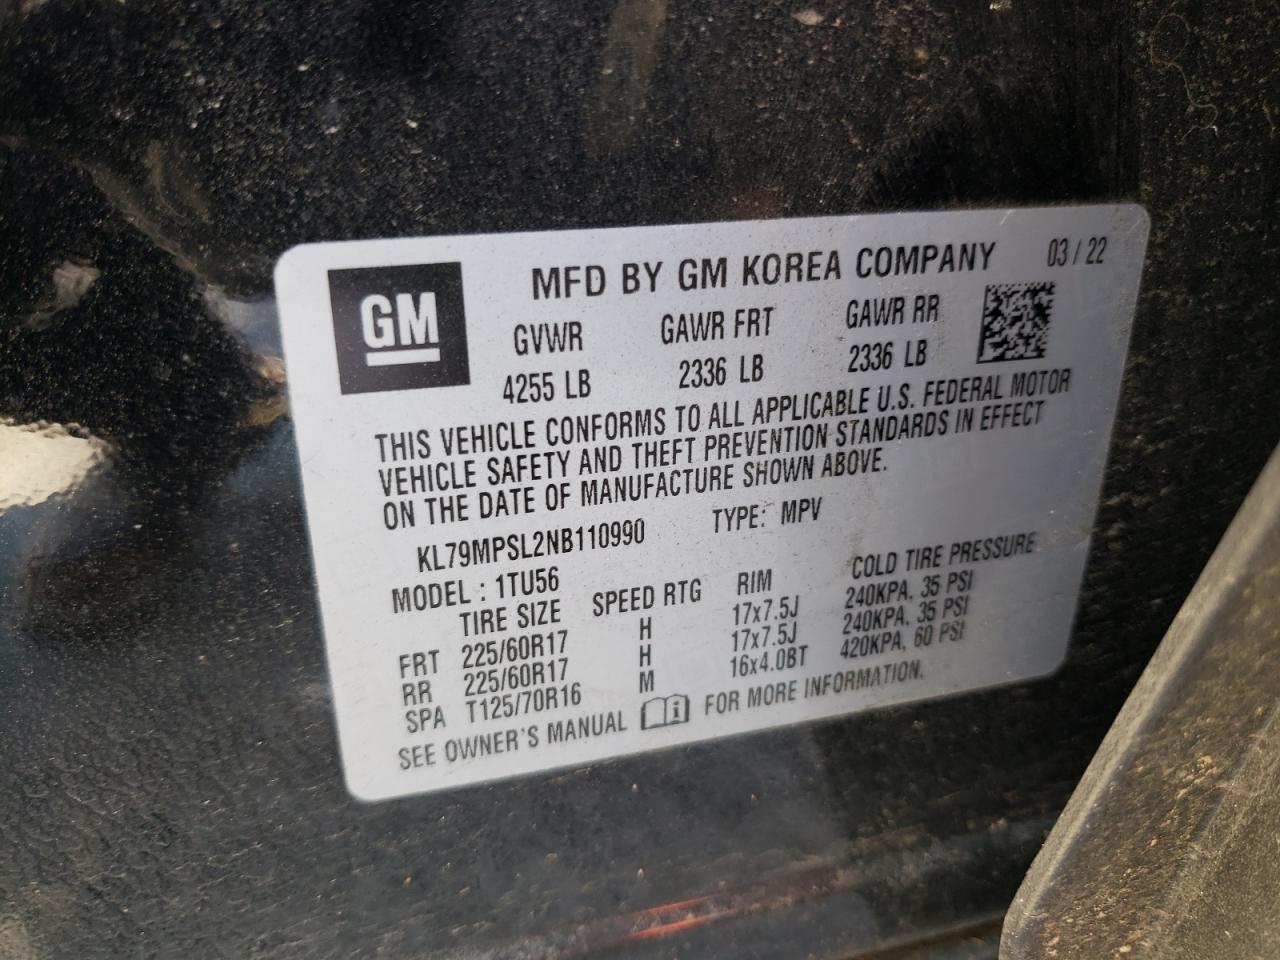 GM
MFD BY GM KOREA COMPANY 03 / 22
GVWR GAWR FRT GAWR RR
4255 LB 2336 LB 2336 LB
THIS VEHICLE CONFORMS TO ALL APPLICABLE U.S. FEDERAL MOTOR
VEHICLE SAFETY AND THEFT PREVENTION STANDARDS IN EFFECT
ON THE DATE OF MANUFACTURE SHOWN ABOVE.
KL79MPSL2NB110990 TYPE: MPV
MODEL : 1TU56
TIRE SIZE SPEED RTG RIM COLD TIRE PRESSURE
FRT 225/60R17 H 17x7.5J 240KPA, 35 PSI
RR 225/60R17 H 17x7.5J 240KPA, 35 PSI
SPA T125/70R16 M 16x4.0BT 420KPA, 60 PSI
SEE OWNER'S MANUAL FOR MORE INFORMATION.